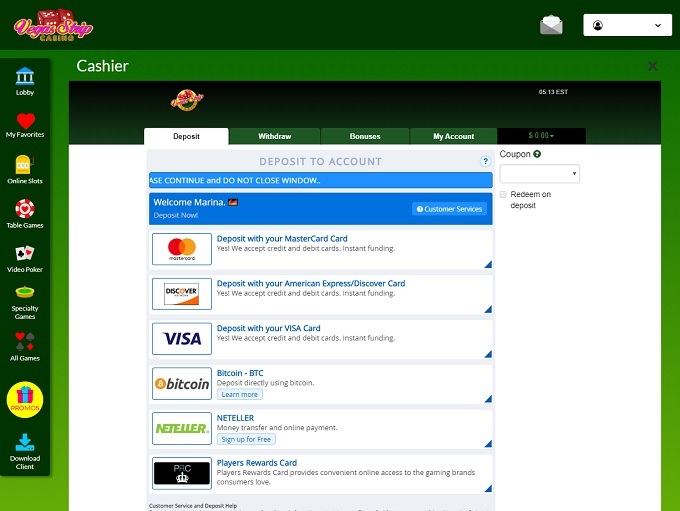 Vegas Strip
CASINO
Cashier
Lobby
My Favorites
Online Slots
Table Games
Video Poker
Specialty
Games
All Games
PROMOS
Download
Client
05:13 EST
Deposit
Withdraw
Bonuses
My Account
$ 0.00
DEPOSIT TO ACCOUNT
?
ASE CONTINUE and DO NOT CLOSE WINDOW..
Welcome Marina.
Deposit Now!
Customer Services
mastercard
Deposit with your MasterCard Card
Yes! We accept credit and debit cards. Instant funding.
DISCOVER
NETWORK
Deposit with your American Express/Discover Card
Yes! We accept credit and debit cards. Instant funding.
VISA
Deposit with your VISA Card
Yes! We accept credit and debit cards. Instant funding.
bitcoin
Bitcoin - BTC
Deposit directly using bitcoin.
Learn more
NETELLER
NETELLER
Money transfer and online payment.
Sign up for Free
PRC
Players Rewards Card
Players Rewards Card provides convenient online access to the gaming brands
consumers love.
Customer Service and Deposit Help
Coupon ?
Redeem on
deposit